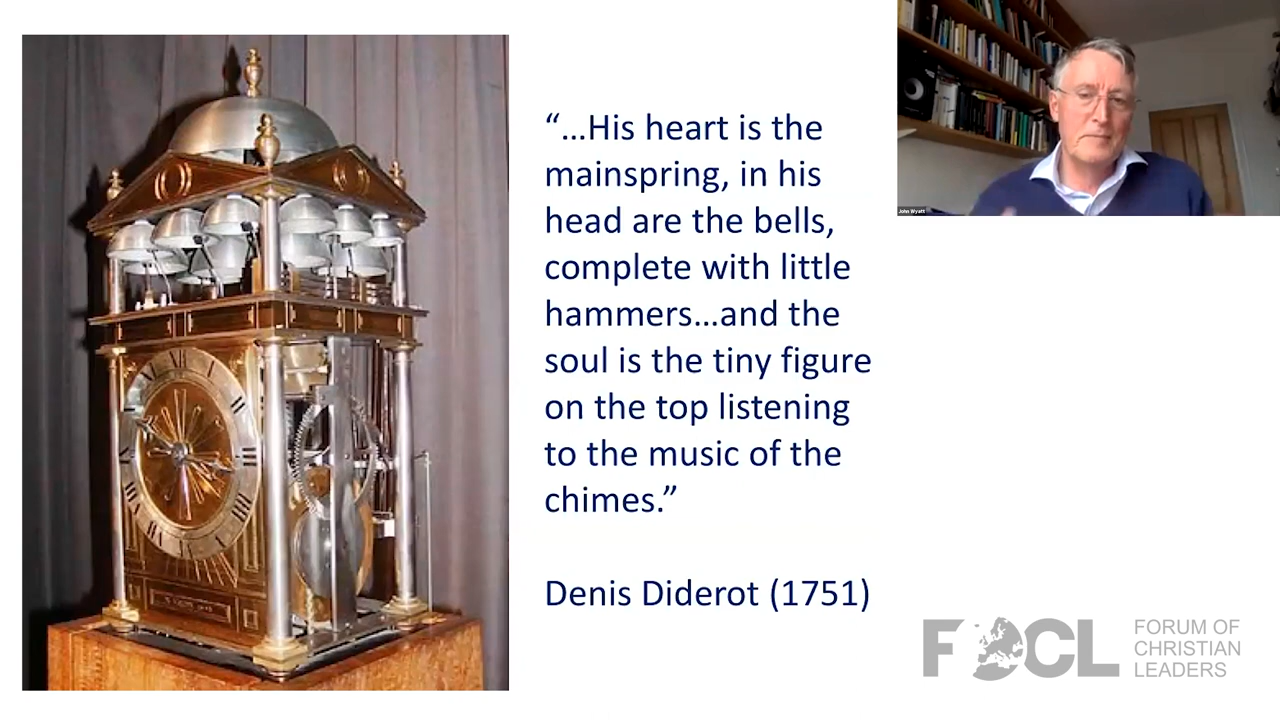 “...His heart is the
mainspring, in his
head are the bells,
complete with little
hammers...and the
soul is the tiny figure
on the top listening
to the music of the
chimes.”
Denis Diderot (1751)
John Wyatt
FOCL
FORUM OF
CHRISTIAN
LEADERS